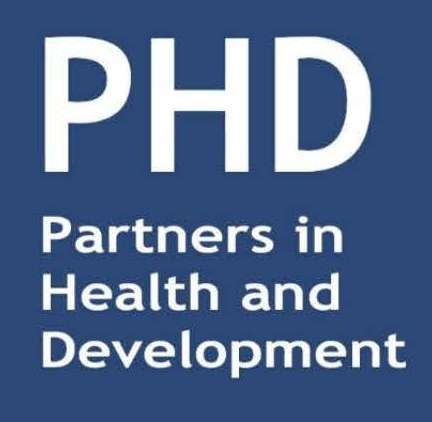 PHD
Partners in
Health and
Development